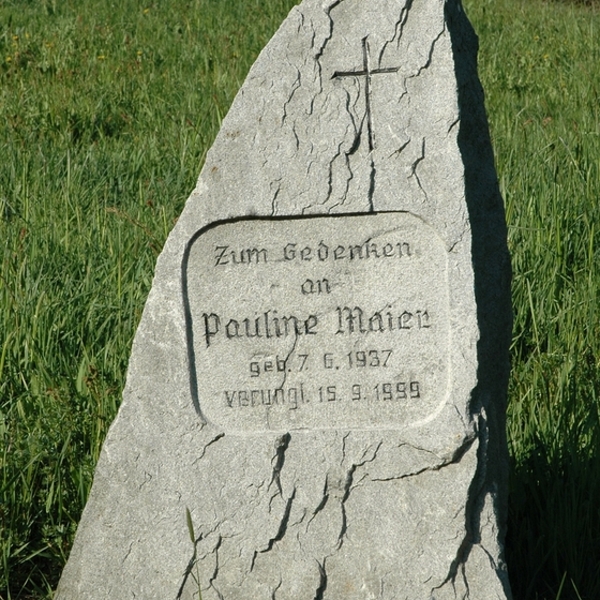 Zum Gedenken
an
Pauline Maier
geb. 7. 6. 1937
verungl. 15. 9. 1999